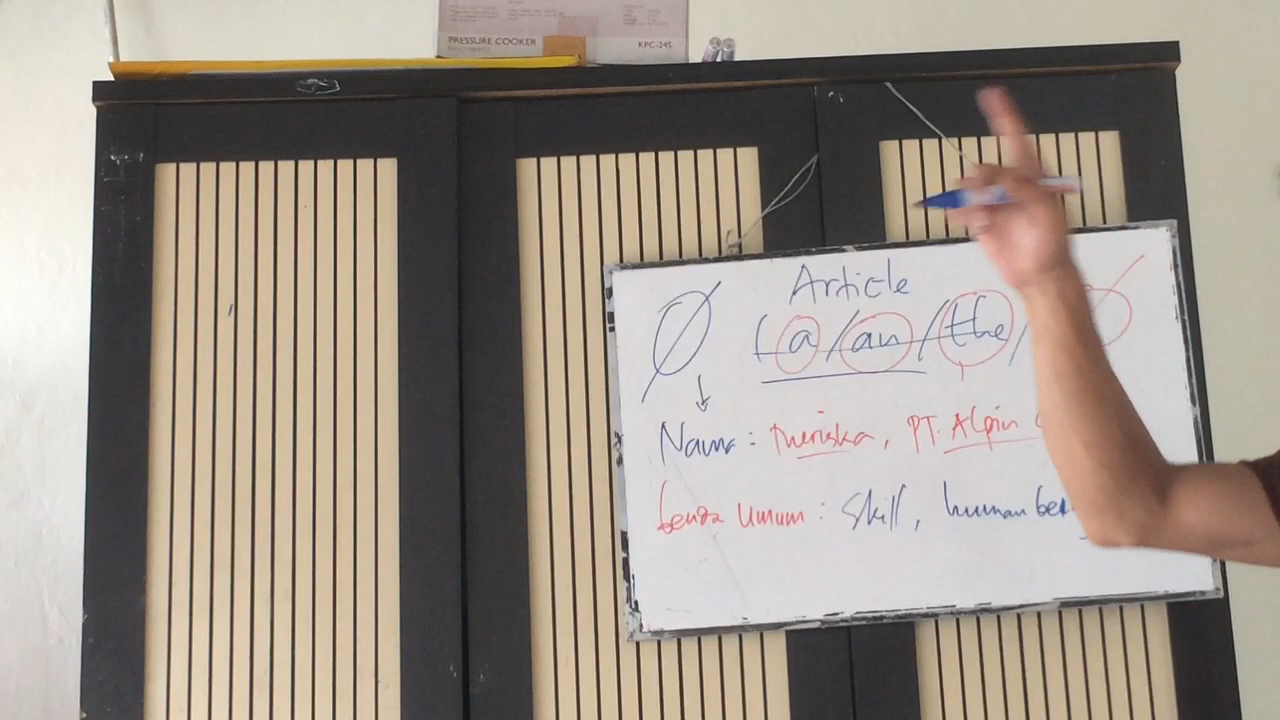 PRESSURE COOKER KPC-245
Article
Ø (a/an/the/
Nama: Meriska, PT. Alpin
benda umum: skill, human